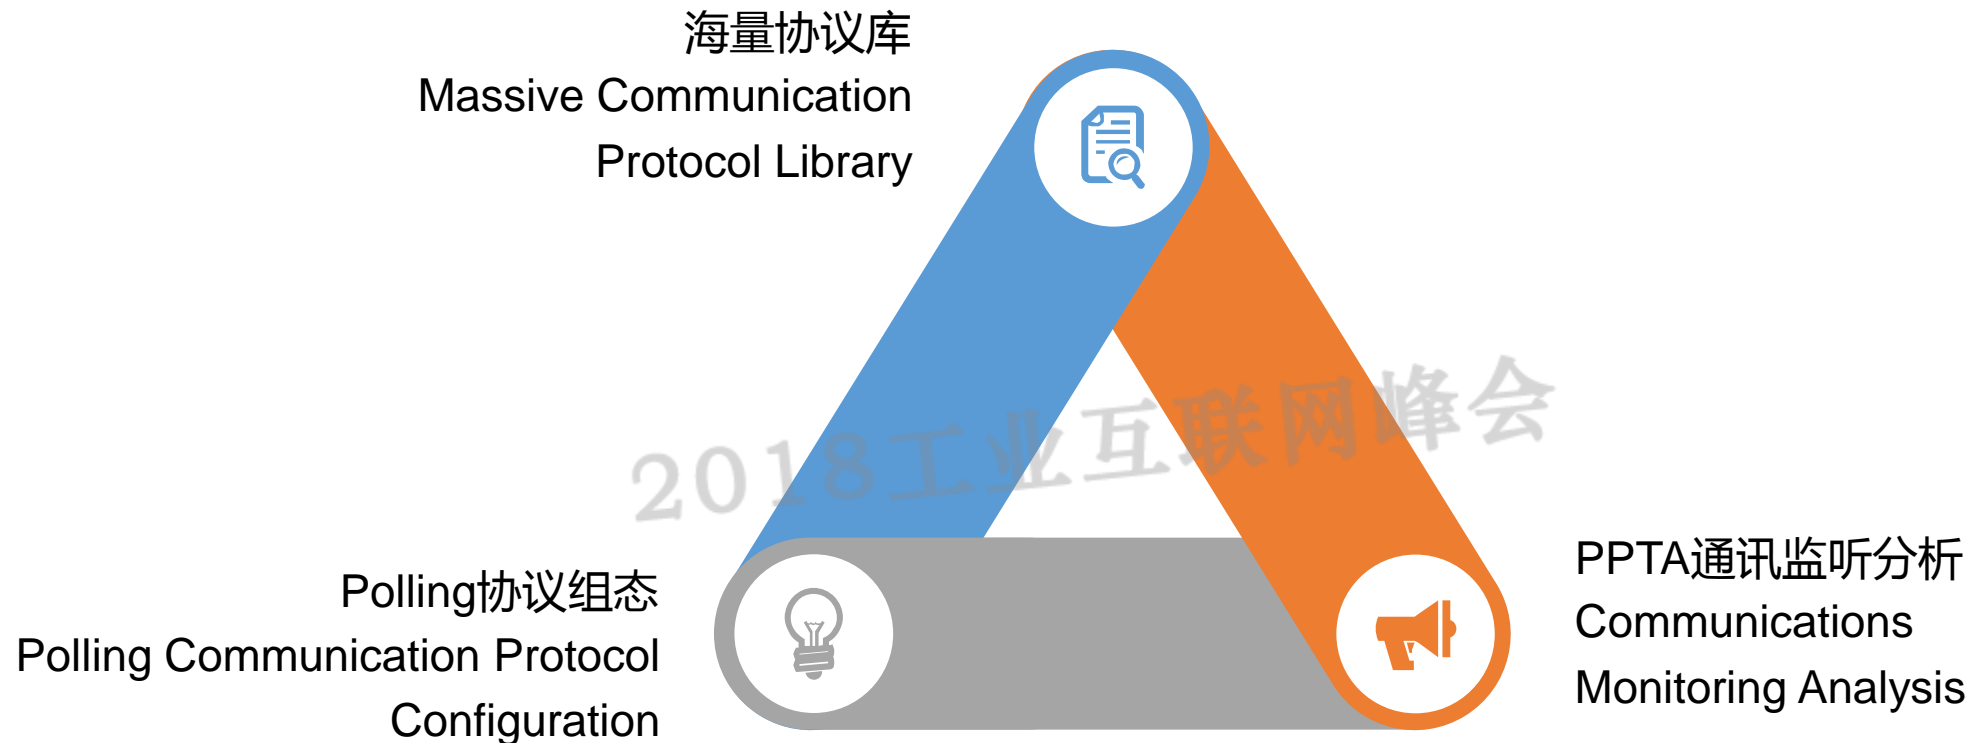 海量协议库
Massive Communication
Protocol Library
2018工业互联网峰会
Polling协议组态
Polling Communication Protocol
Configuration
PPTA通讯监听分析
Communications
Monitoring Analysis